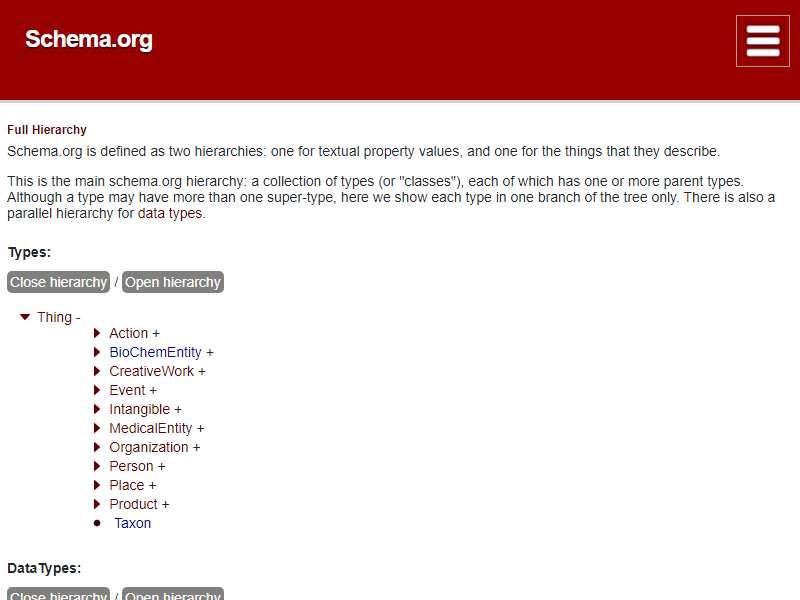 Schema.org
Full Hierarchy
Schema.org is defined as two hierarchies: one for textual property values, and one for the things that they describe.
This is the main schema.org hierarchy: a collection of types (or "classes"), each of which has one or more parent types.
Although a type may have more than one super-type, here we show each type in one branch of the tree only. There is also a
parallel hierarchy for data types.
Types:
Close hierarchy / Open hierarchy
Thing -
Action +
BioChemEntity +
CreativeWork +
Event +
Intangible +
MedicalEntity +
Organization +
Person +
Place +
Product +
Taxon
DataTypes:
Close hierarchy / Open hierarchy